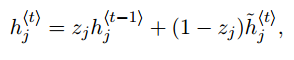 h_j^{⟨t⟩} = z_j h_j^{⟨t−1⟩} + (1 − z_j) h̃_j^{⟨t⟩},